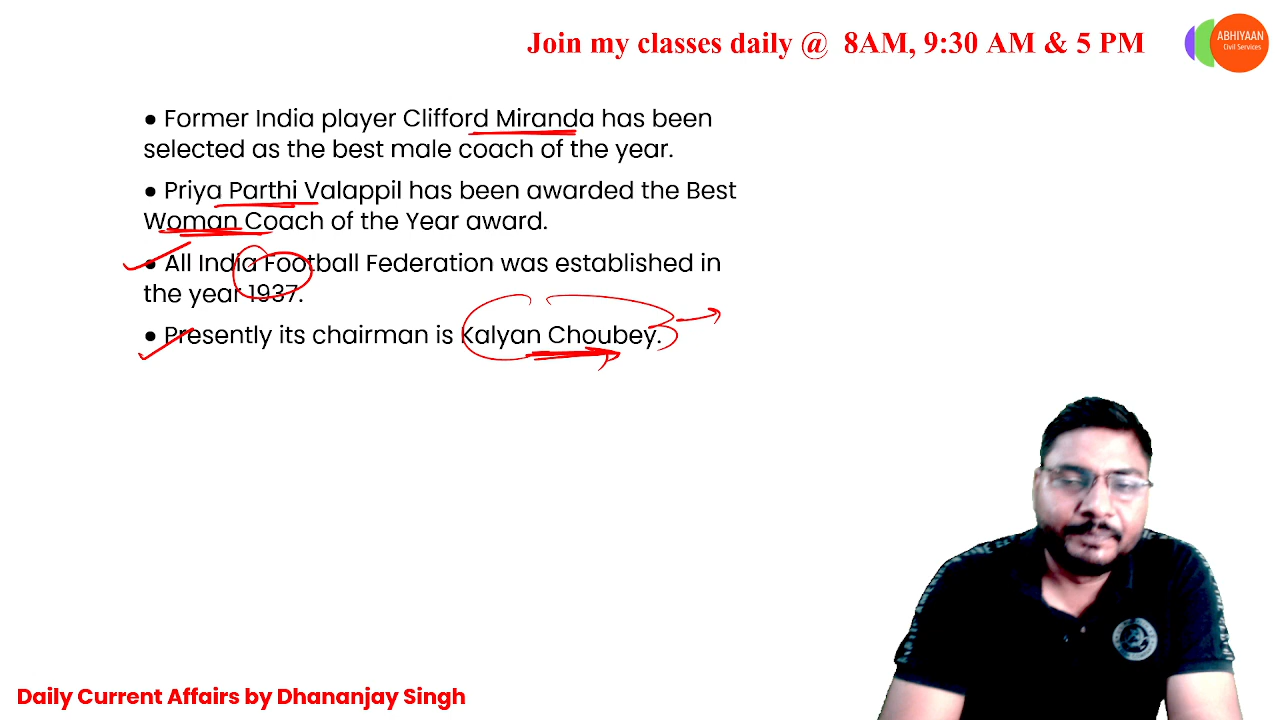 Join my classes daily @ 8AM, 9:30 AM & 5 PM
ABHIYAAN
Civil Services
● Former India player Clifford Miranda has been
selected as the best male coach of the year.
● Priya Parthi Valappil has been awarded the Best
Woman Coach of the Year award.
● All India Football Federation was established in
the year 1937.
● Presently its chairman is Kalyan Choubey.
Daily Current Affairs by Dhananjay Singh